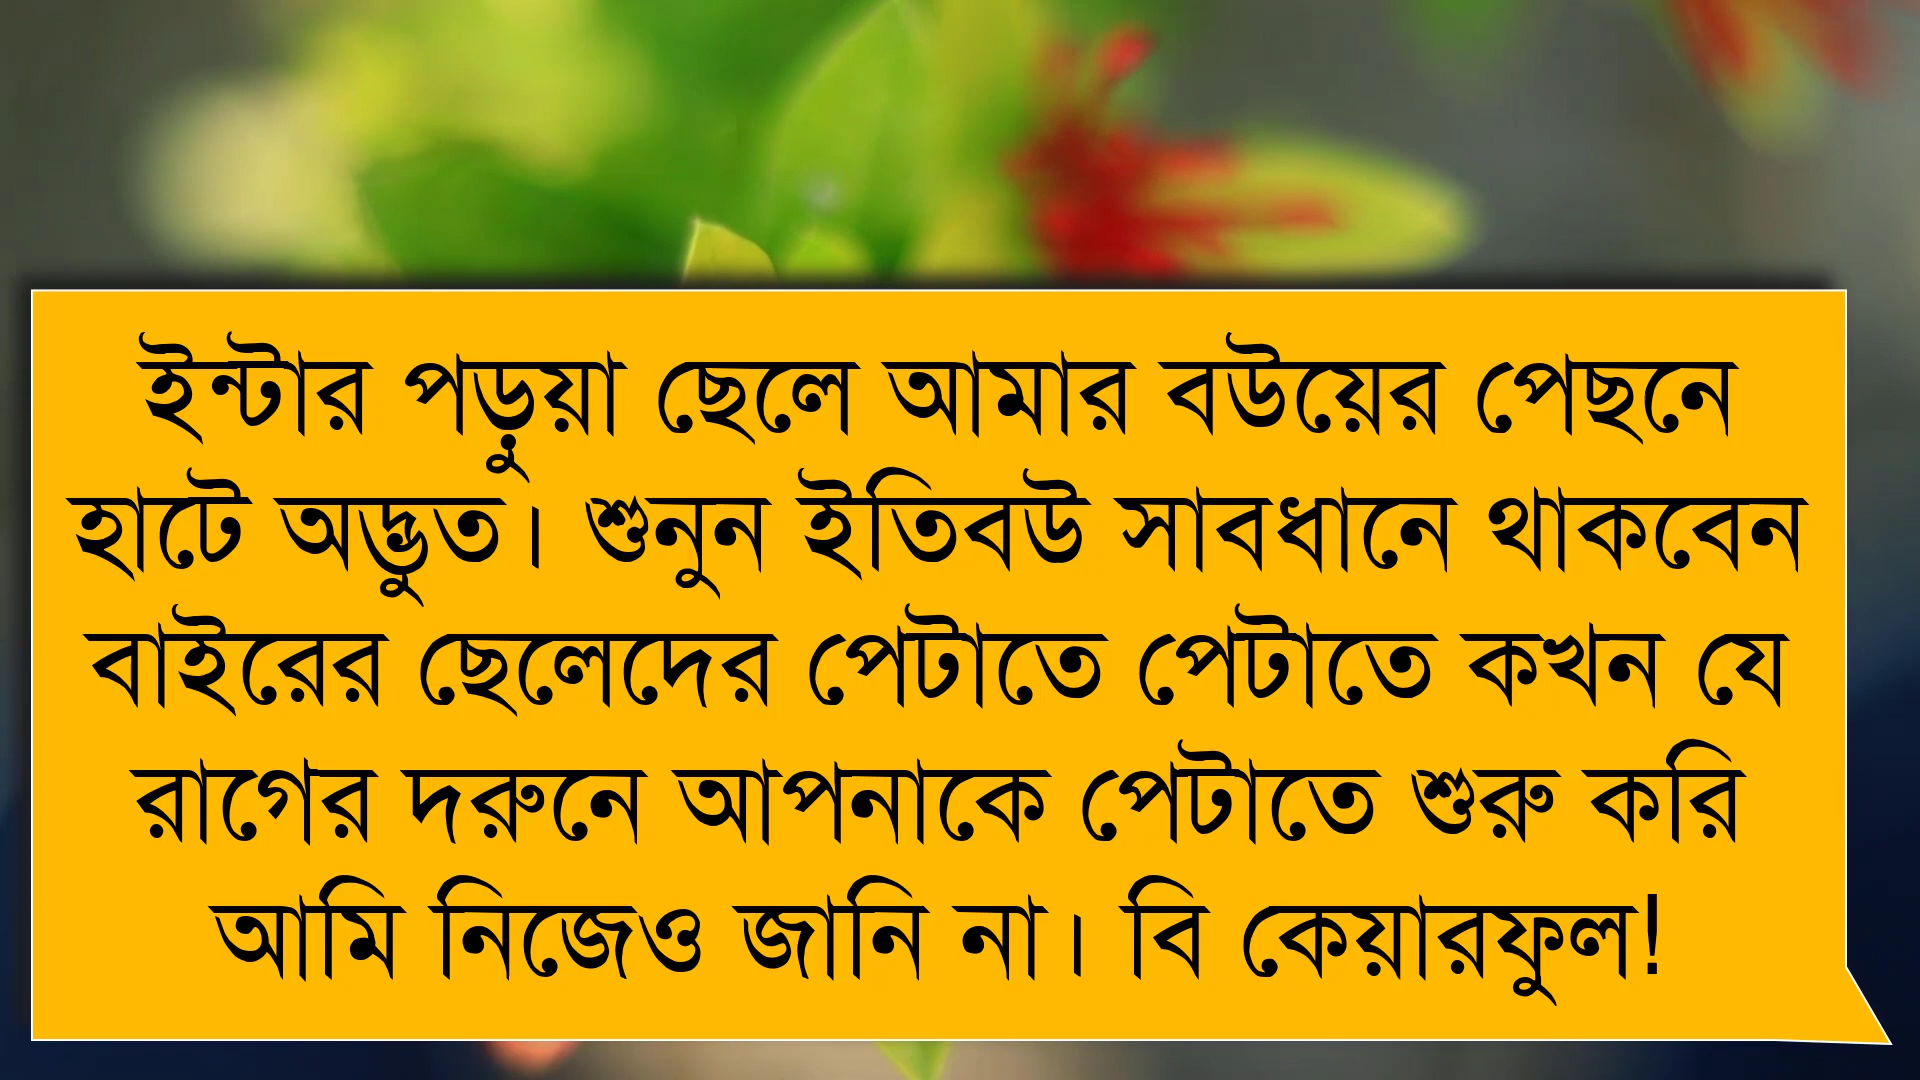 ইন্টার পড়ুয়া ছেলে আমার বউয়ের পেছনে
হাটে অদ্ভুত। শুনুন ইতিবউ সাবধানে থাকবেন
বাইরের ছেলেদের পেটাতে পেটাতে কখন যে
রাগের দরুনে আপনাকে পেটাতে শুরু করি
আমি নিজেও জানি না। বি কেয়ারফুল!